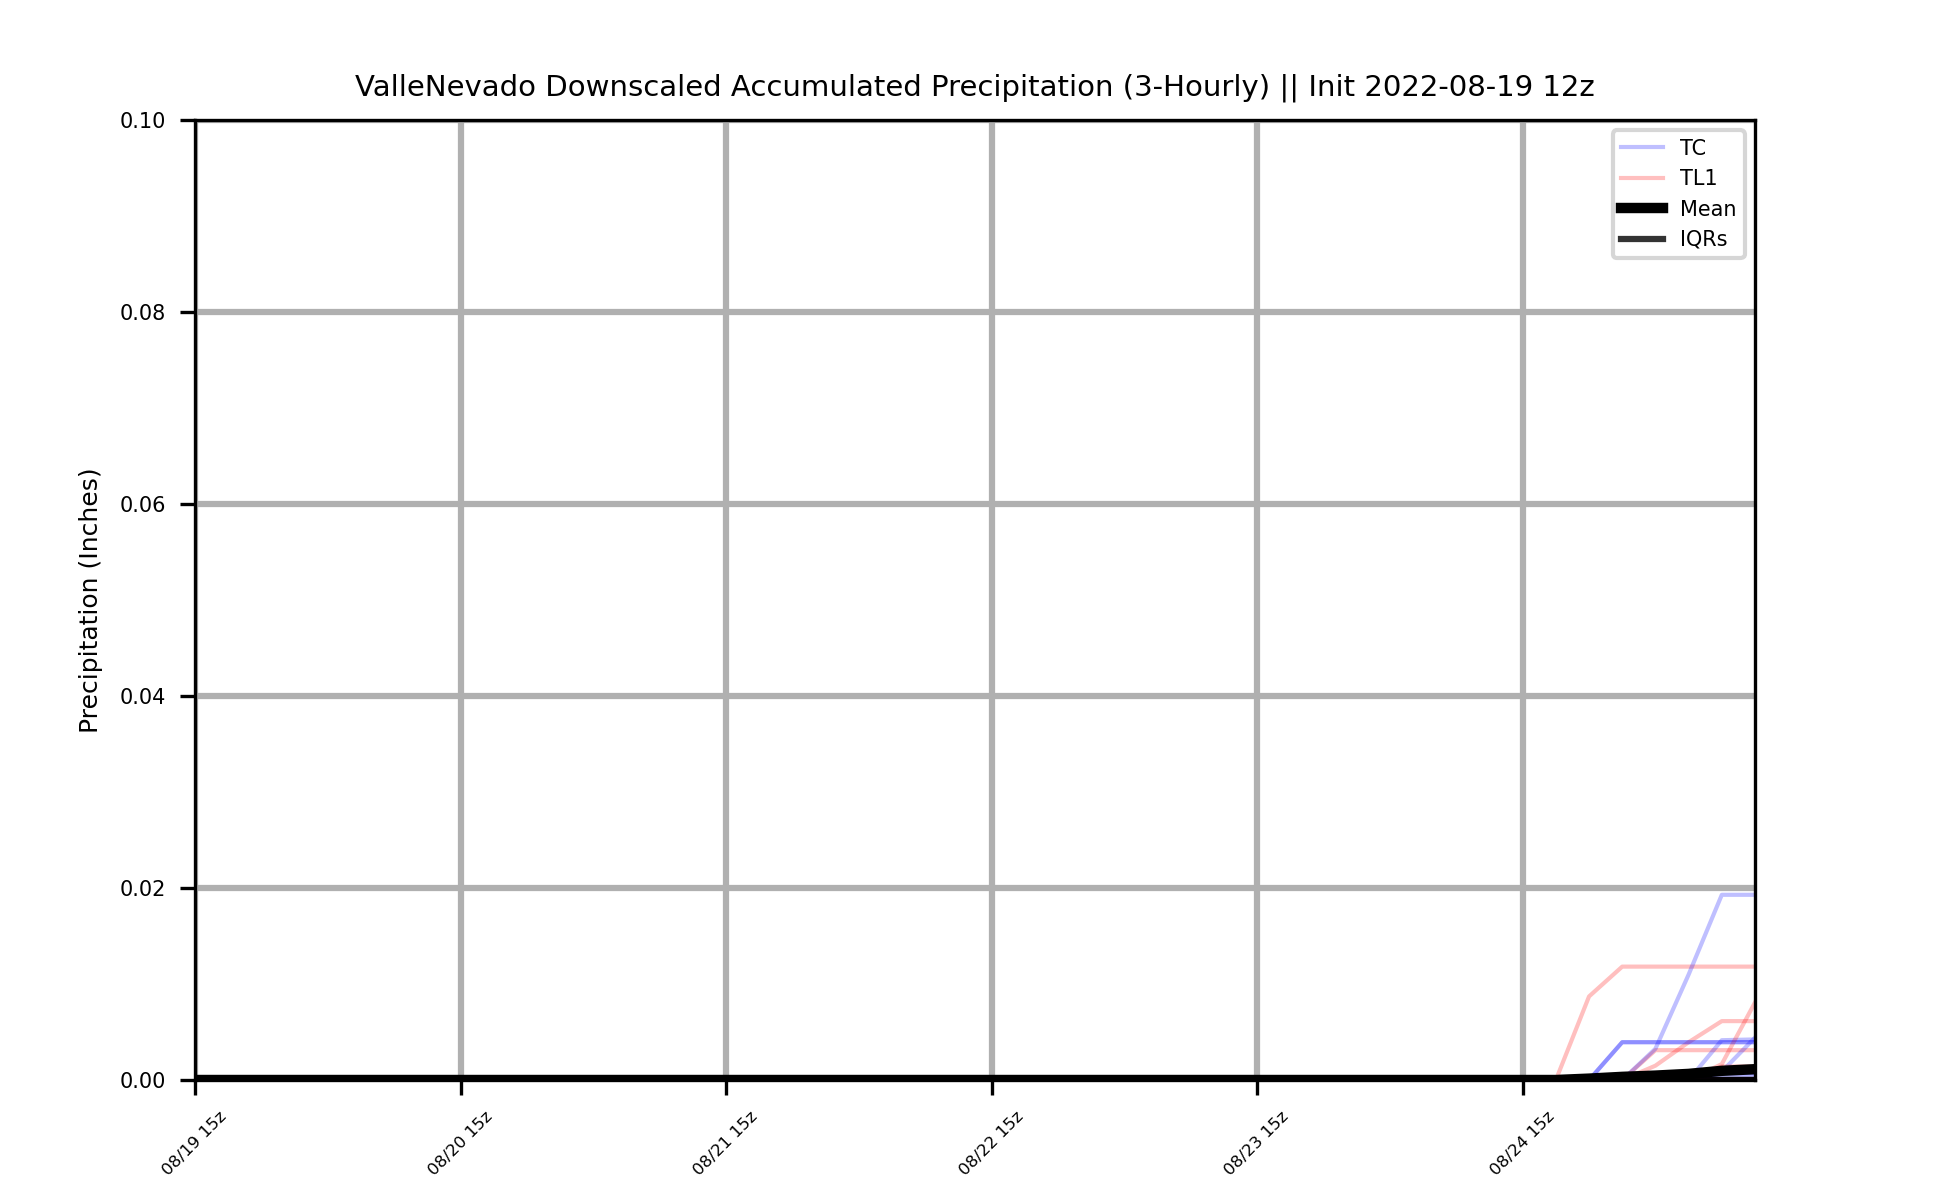 ValleNevado Downscaled Accumulated Precipitation (3-Hourly) || Init 2022-08-19 12z
0.10
0.08
0.06
0.04
0.02
0.00
Precipitation (Inches)
TC
TL1
Mean
IQRs
08/19 15z
08/20 15z
08/21 15z
08/22 15z
08/23 15z
08/24 15z